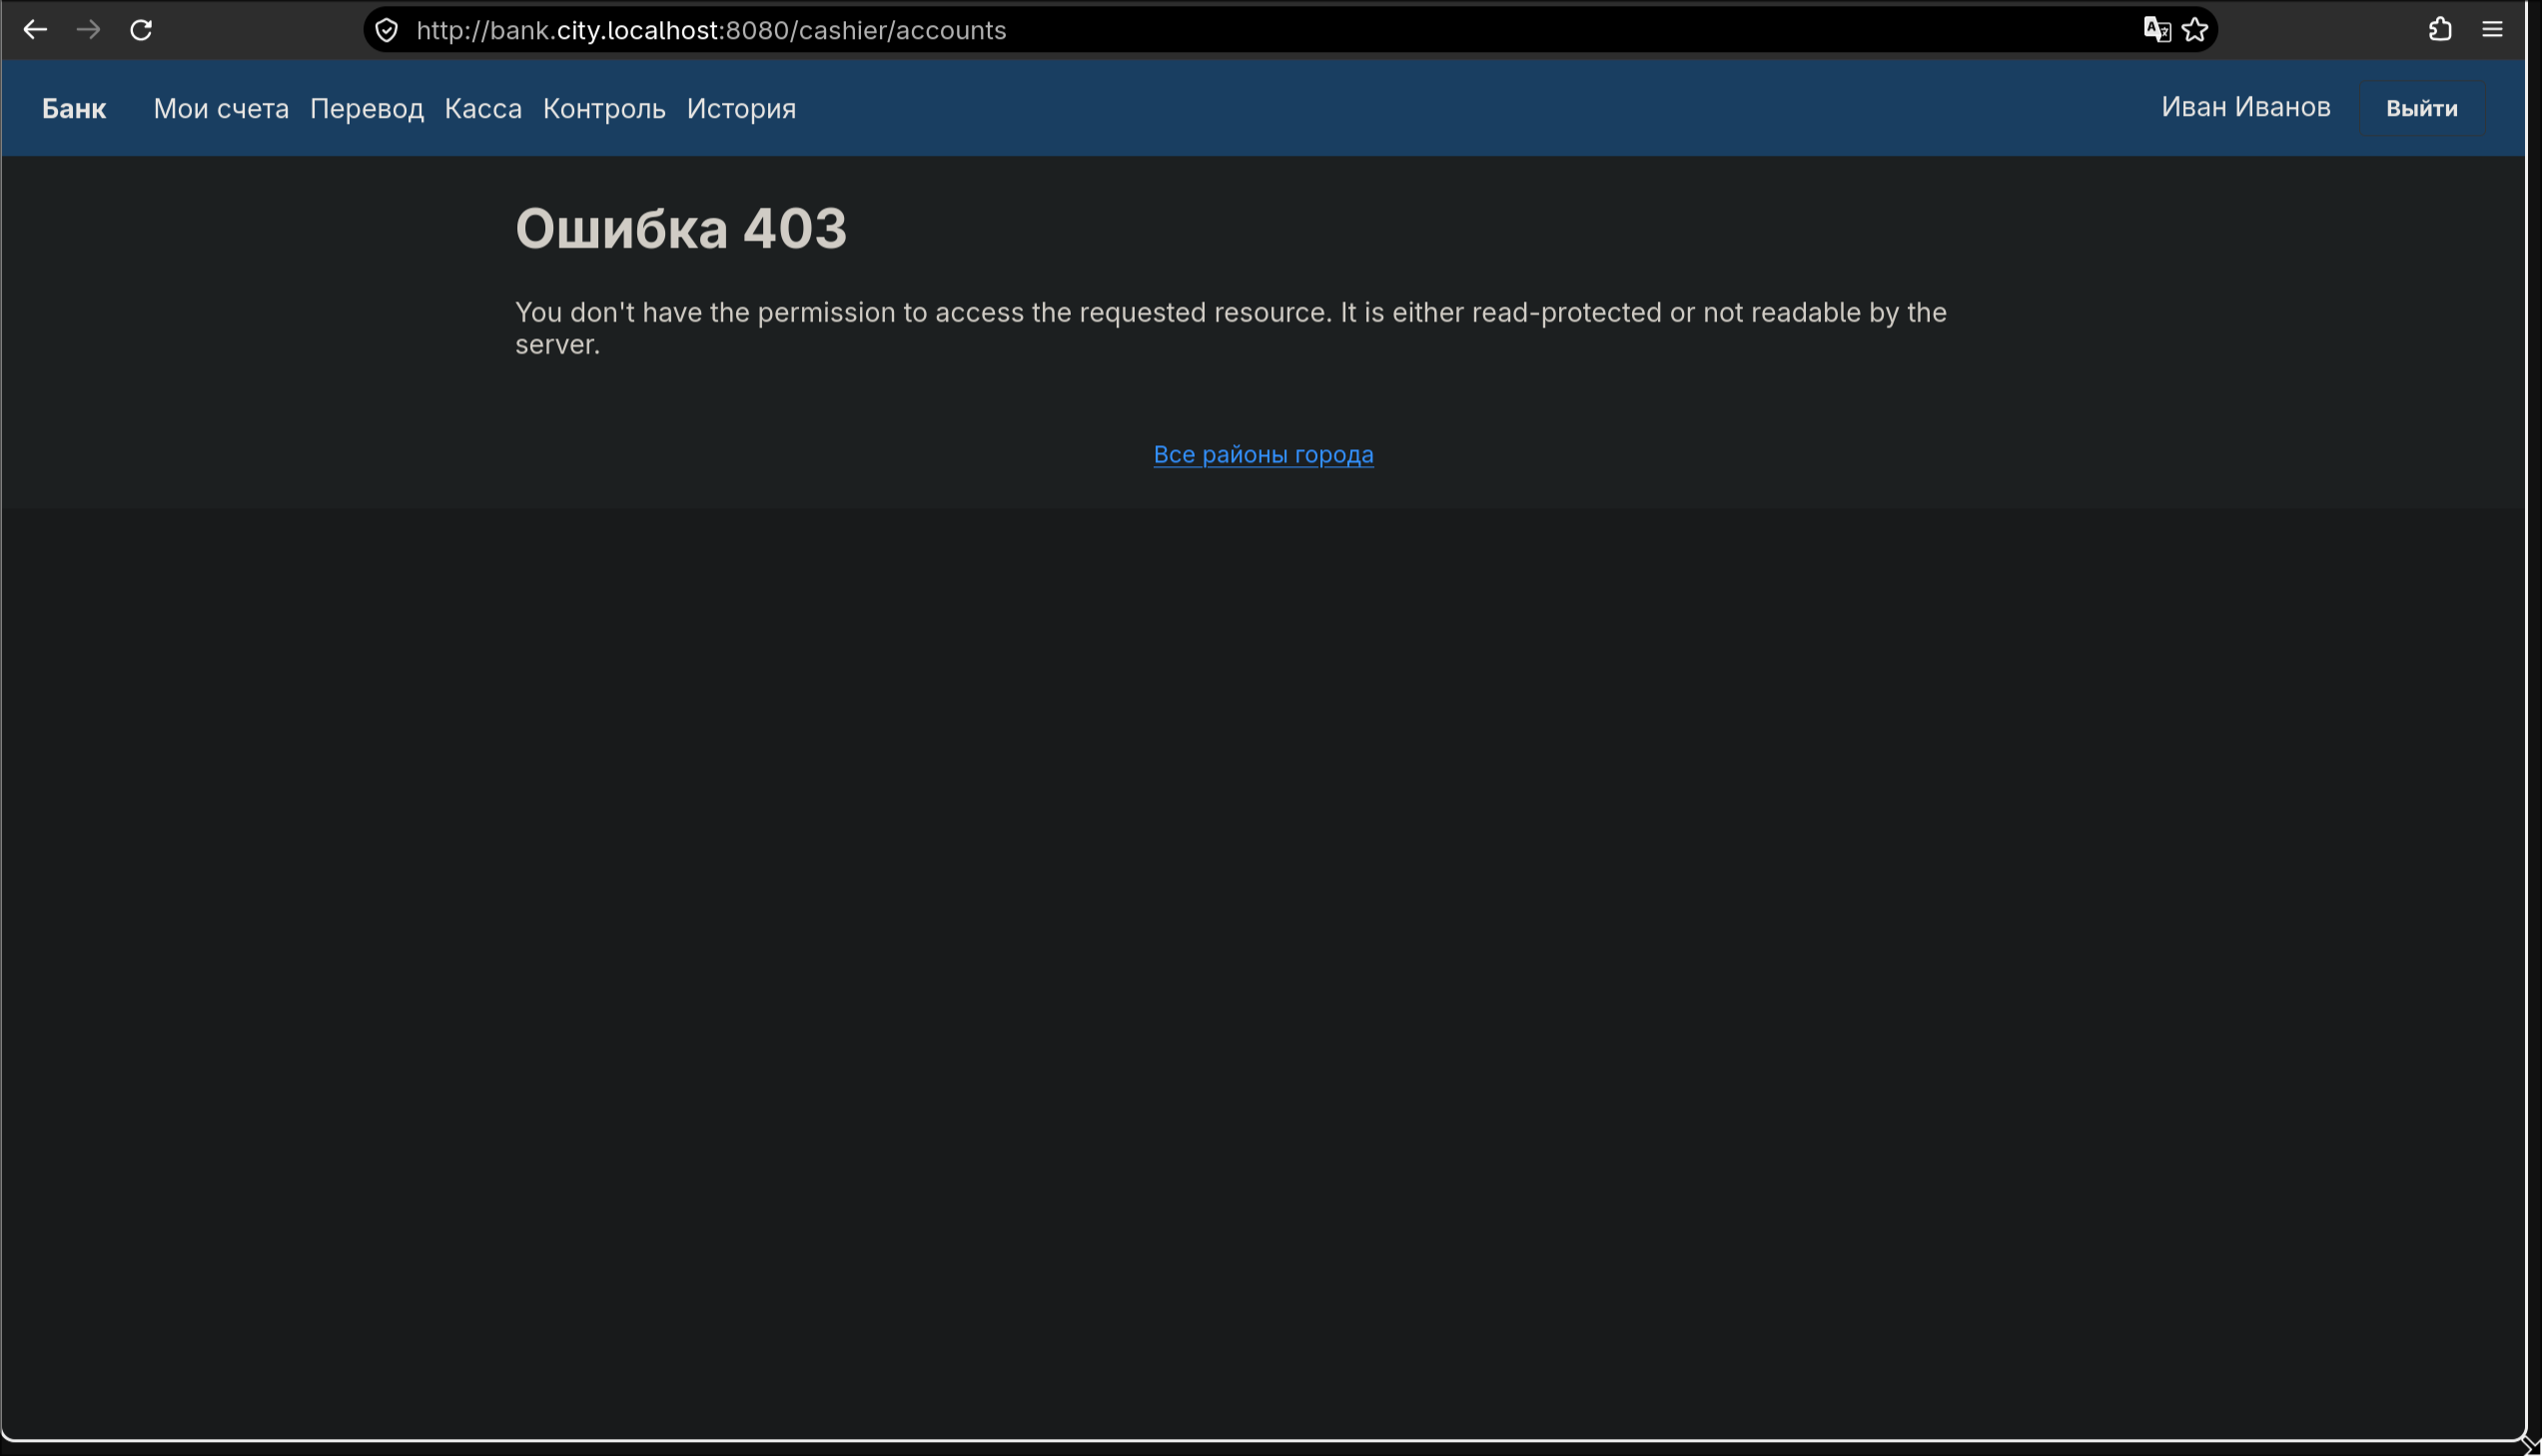 http://bank.city.localhost:8080/cashier/accounts
Банк Мои счета Перевод Касса Контроль История Иван Иванов Выйти
Ошибка 403
You don't have the permission to access the requested resource. It is either read-protected or not readable by the
server.
Все районы города